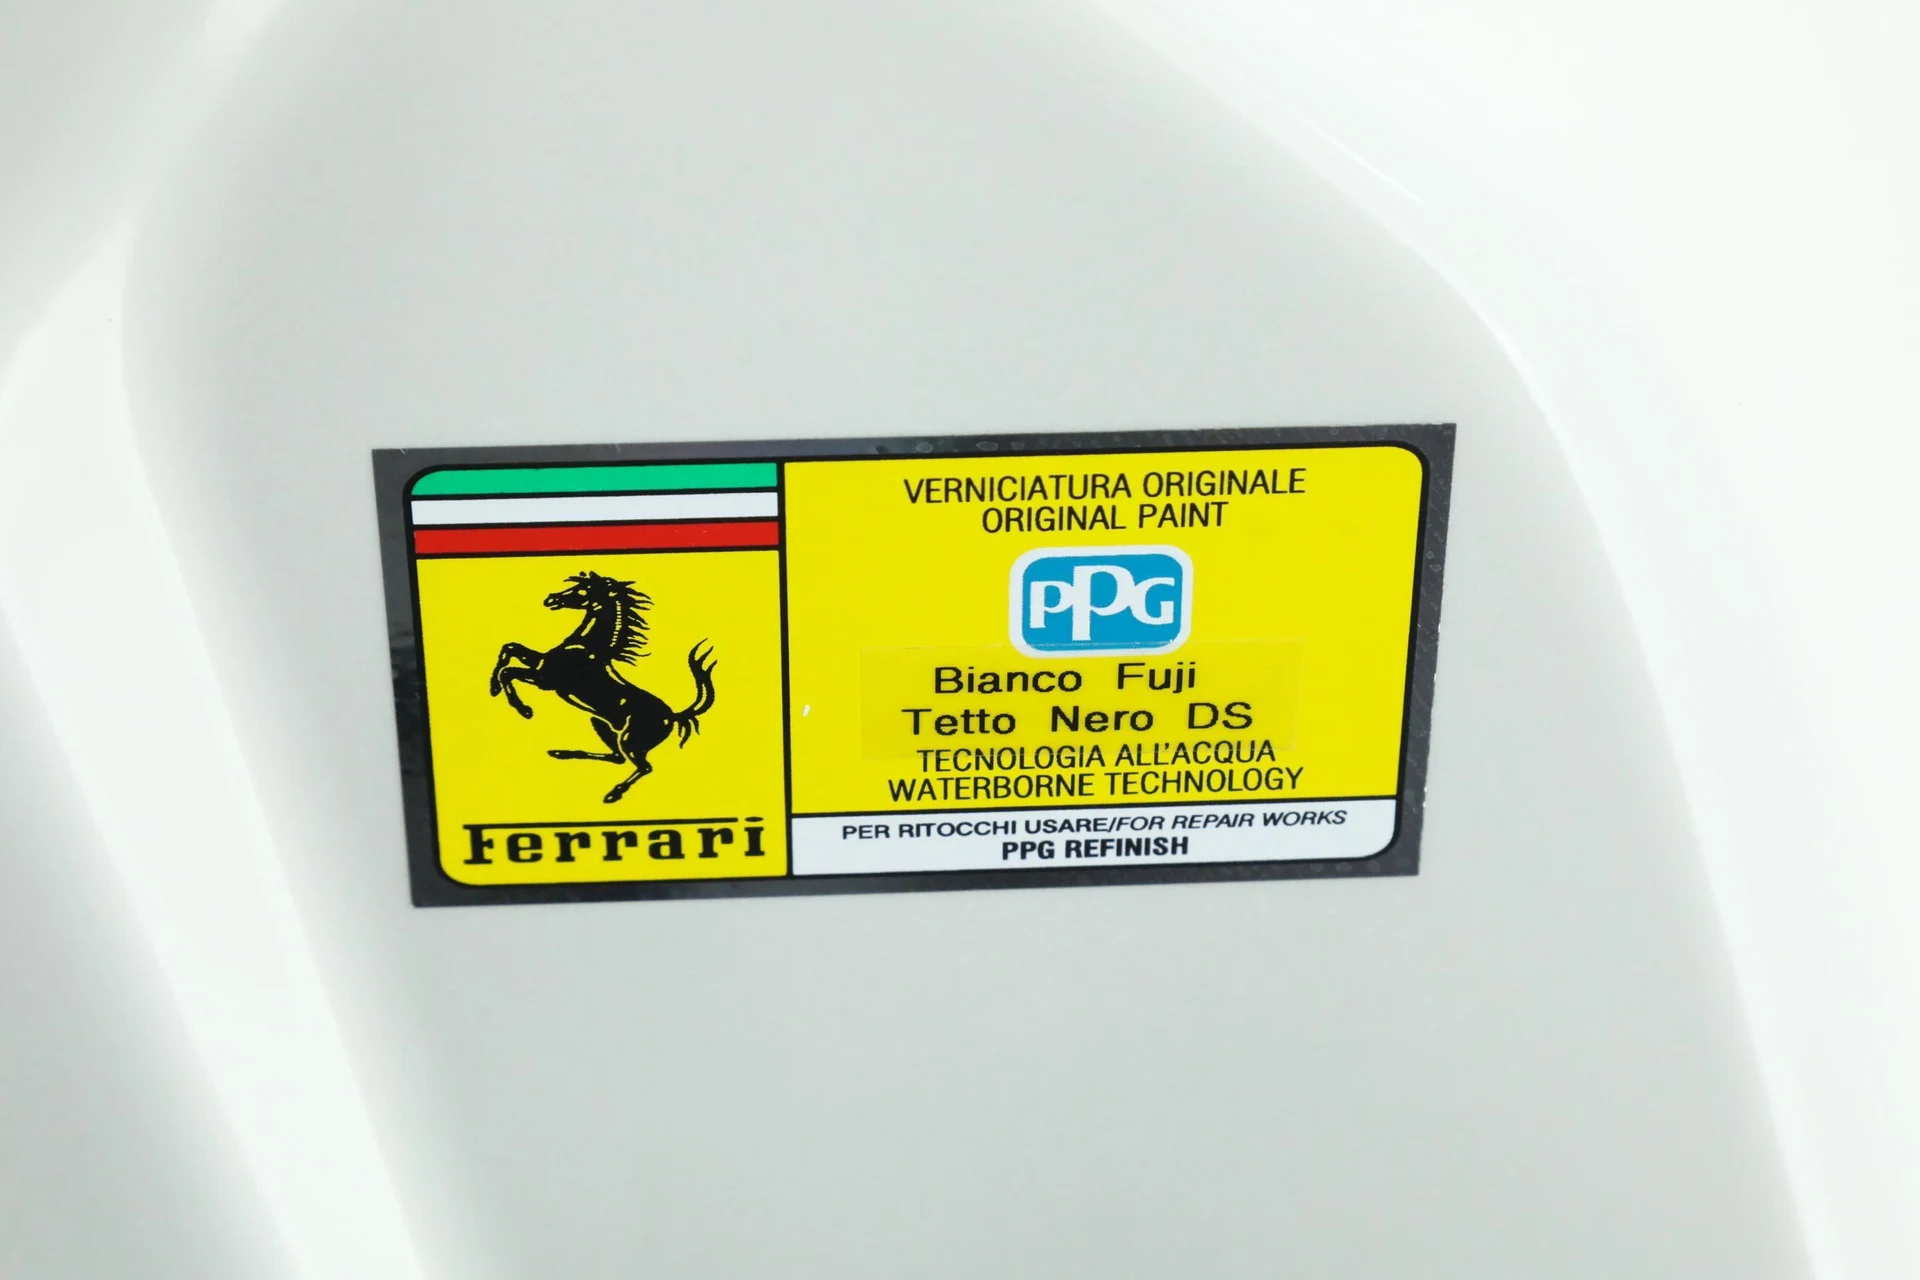 VERNICIATURA ORIGINALE
ORIGINAL PAINT
PPG
Bianco Fuji
Tetto Nero DS
TECNOLOGIA ALL'ACQUA
WATERBORNE TECHNOLOGY
Ferrari
PER RITOCCHI USARE/FOR REPAIR WORKS
PPG REFINISH